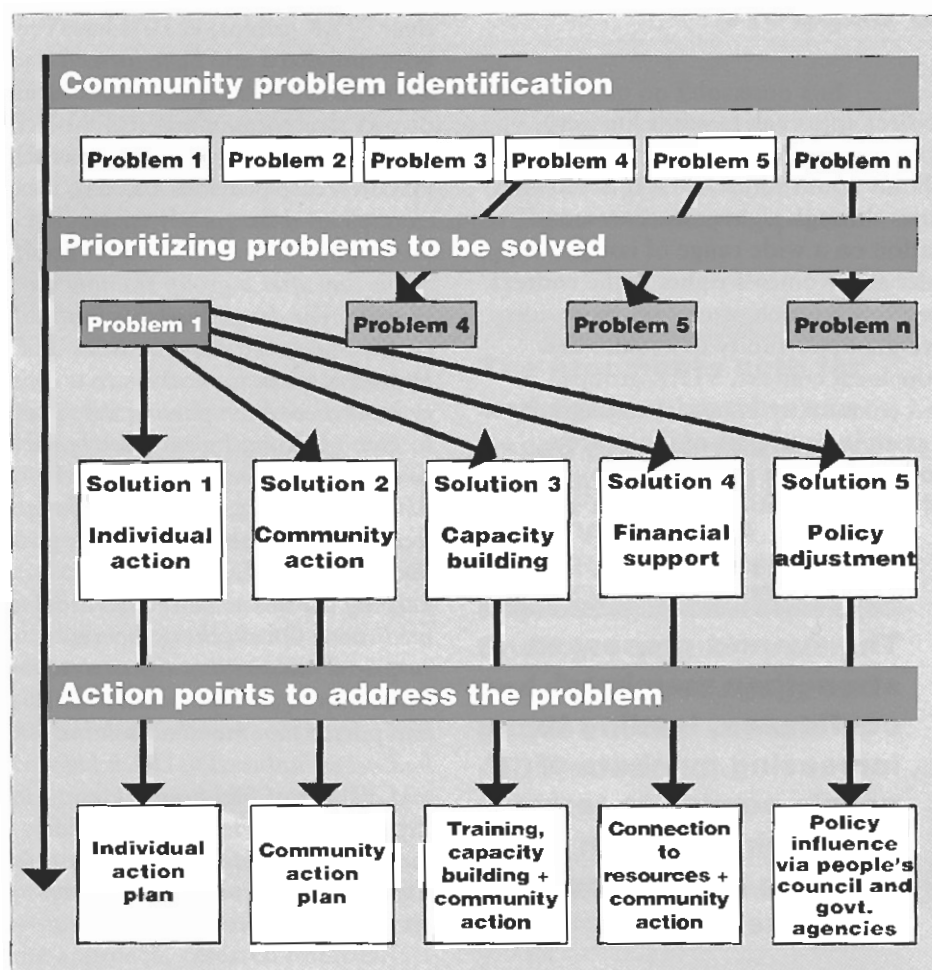 Community problem identification
Problem 1 Problem 2 Problem 3 Problem 4 Problem 5 Problem n
Prioritizing problems to be solved
Problem 1 Problem 4 Problem 5 Problem n
Solution 1
Individual
action
Solution 2
Community
action
Solution 3
Capacity
building
Solution 4
Financial
support
Solution 5
Policy
adjustment
Action points to address the problem
Individual
action
plan
Community
action
plan
Training,
capacity
building +
community
action
Connection
to
resources +
community
action
Policy
influence
via people's
council and
govt.
agencies